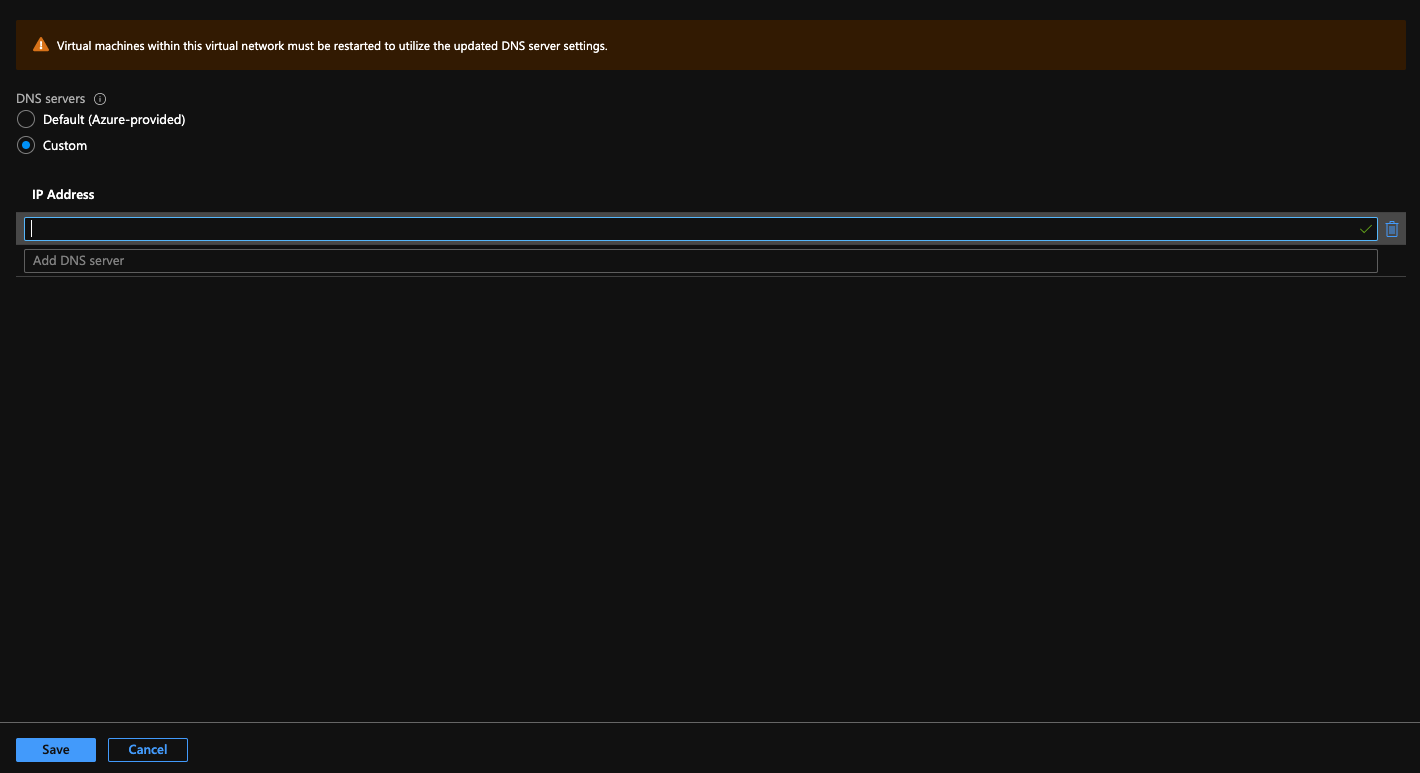 Virtual machines within this virtual network must be restarted to utilize the updated DNS server settings.
DNS servers
Default (Azure-provided)
Custom
IP Address
Add DNS server
Save
Cancel